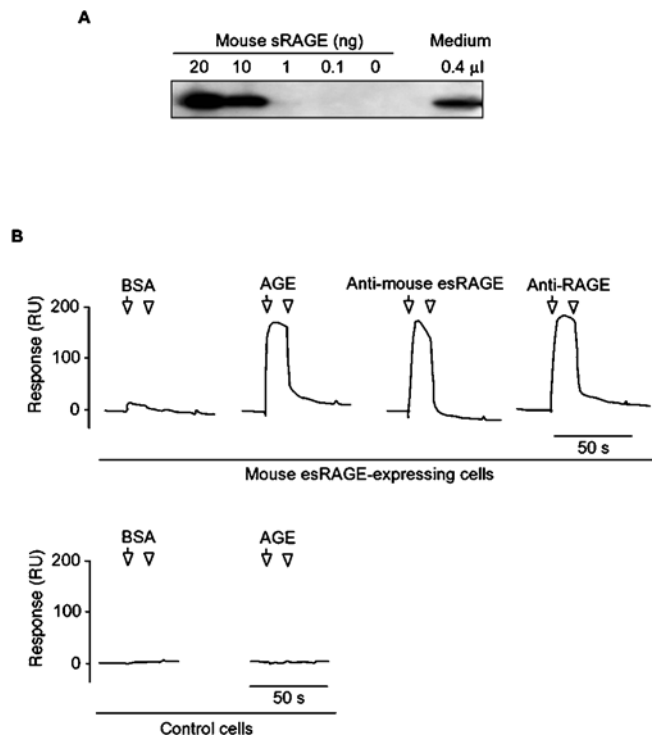 A
Mouse sRAGE (ng) Medium
20 10 1 0.1 0 0.4 µl
B
BSA AGE Anti-mouse esRAGE Anti-RAGE
200
100
0
Response (RU)
50 s
Mouse esRAGE-expressing cells
BSA AGE
200
100
0
Response (RU)
50 s
Control cells